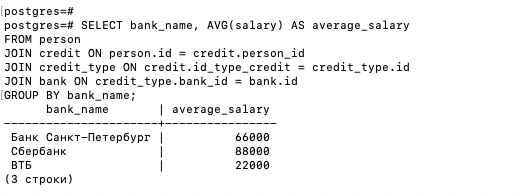 postgres=#
postgres=# SELECT bank_name, AVG(salary) AS average_salary
FROM person
JOIN credit ON person.id = credit.person_id
JOIN credit_type ON credit.id_type_credit = credit_type.id
JOIN bank ON credit_type.bank_id = bank.id
GROUP BY bank_name;
      bank_name       | average_salary
----------------------+----------------
 Банк Санкт-Петербург |          66000
 Сбербанк             |          88000
 ВТБ                  |          22000
(3 строки)